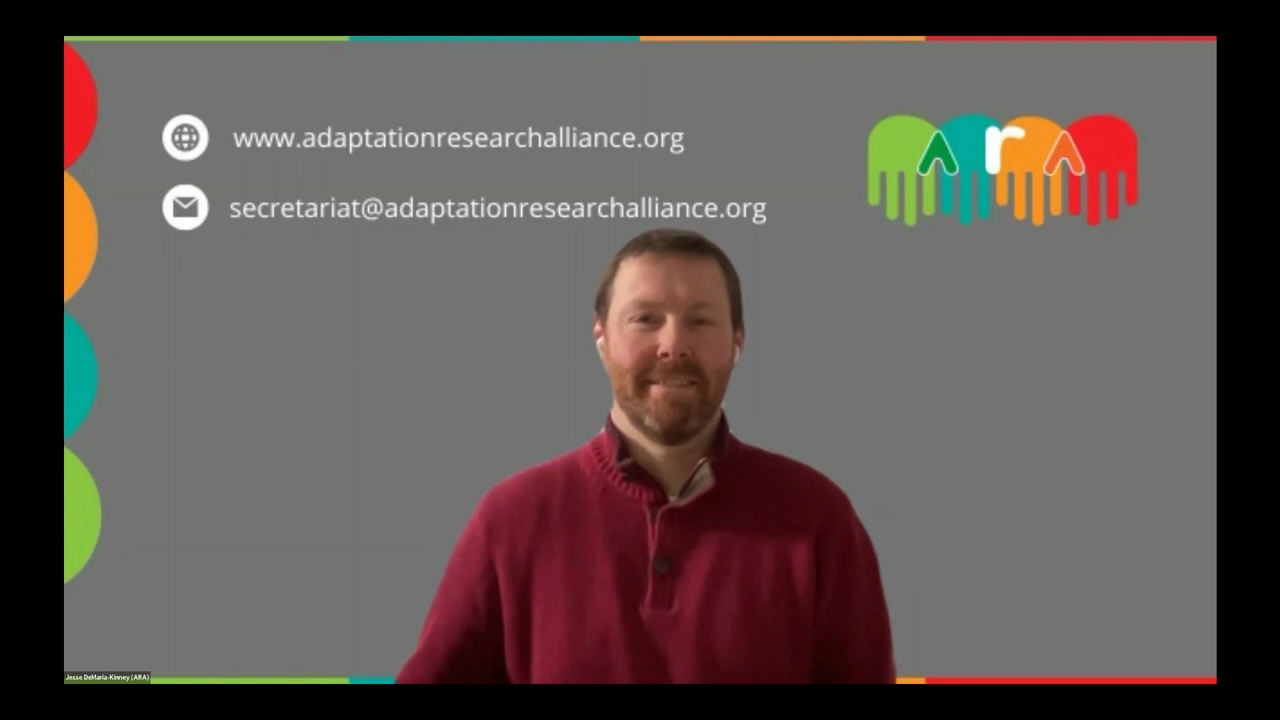 www.adaptationresearchalliance.org
ara
secretariat@adaptationresearchalliance.org
Jesse DeMaria-Kinney (ARA)